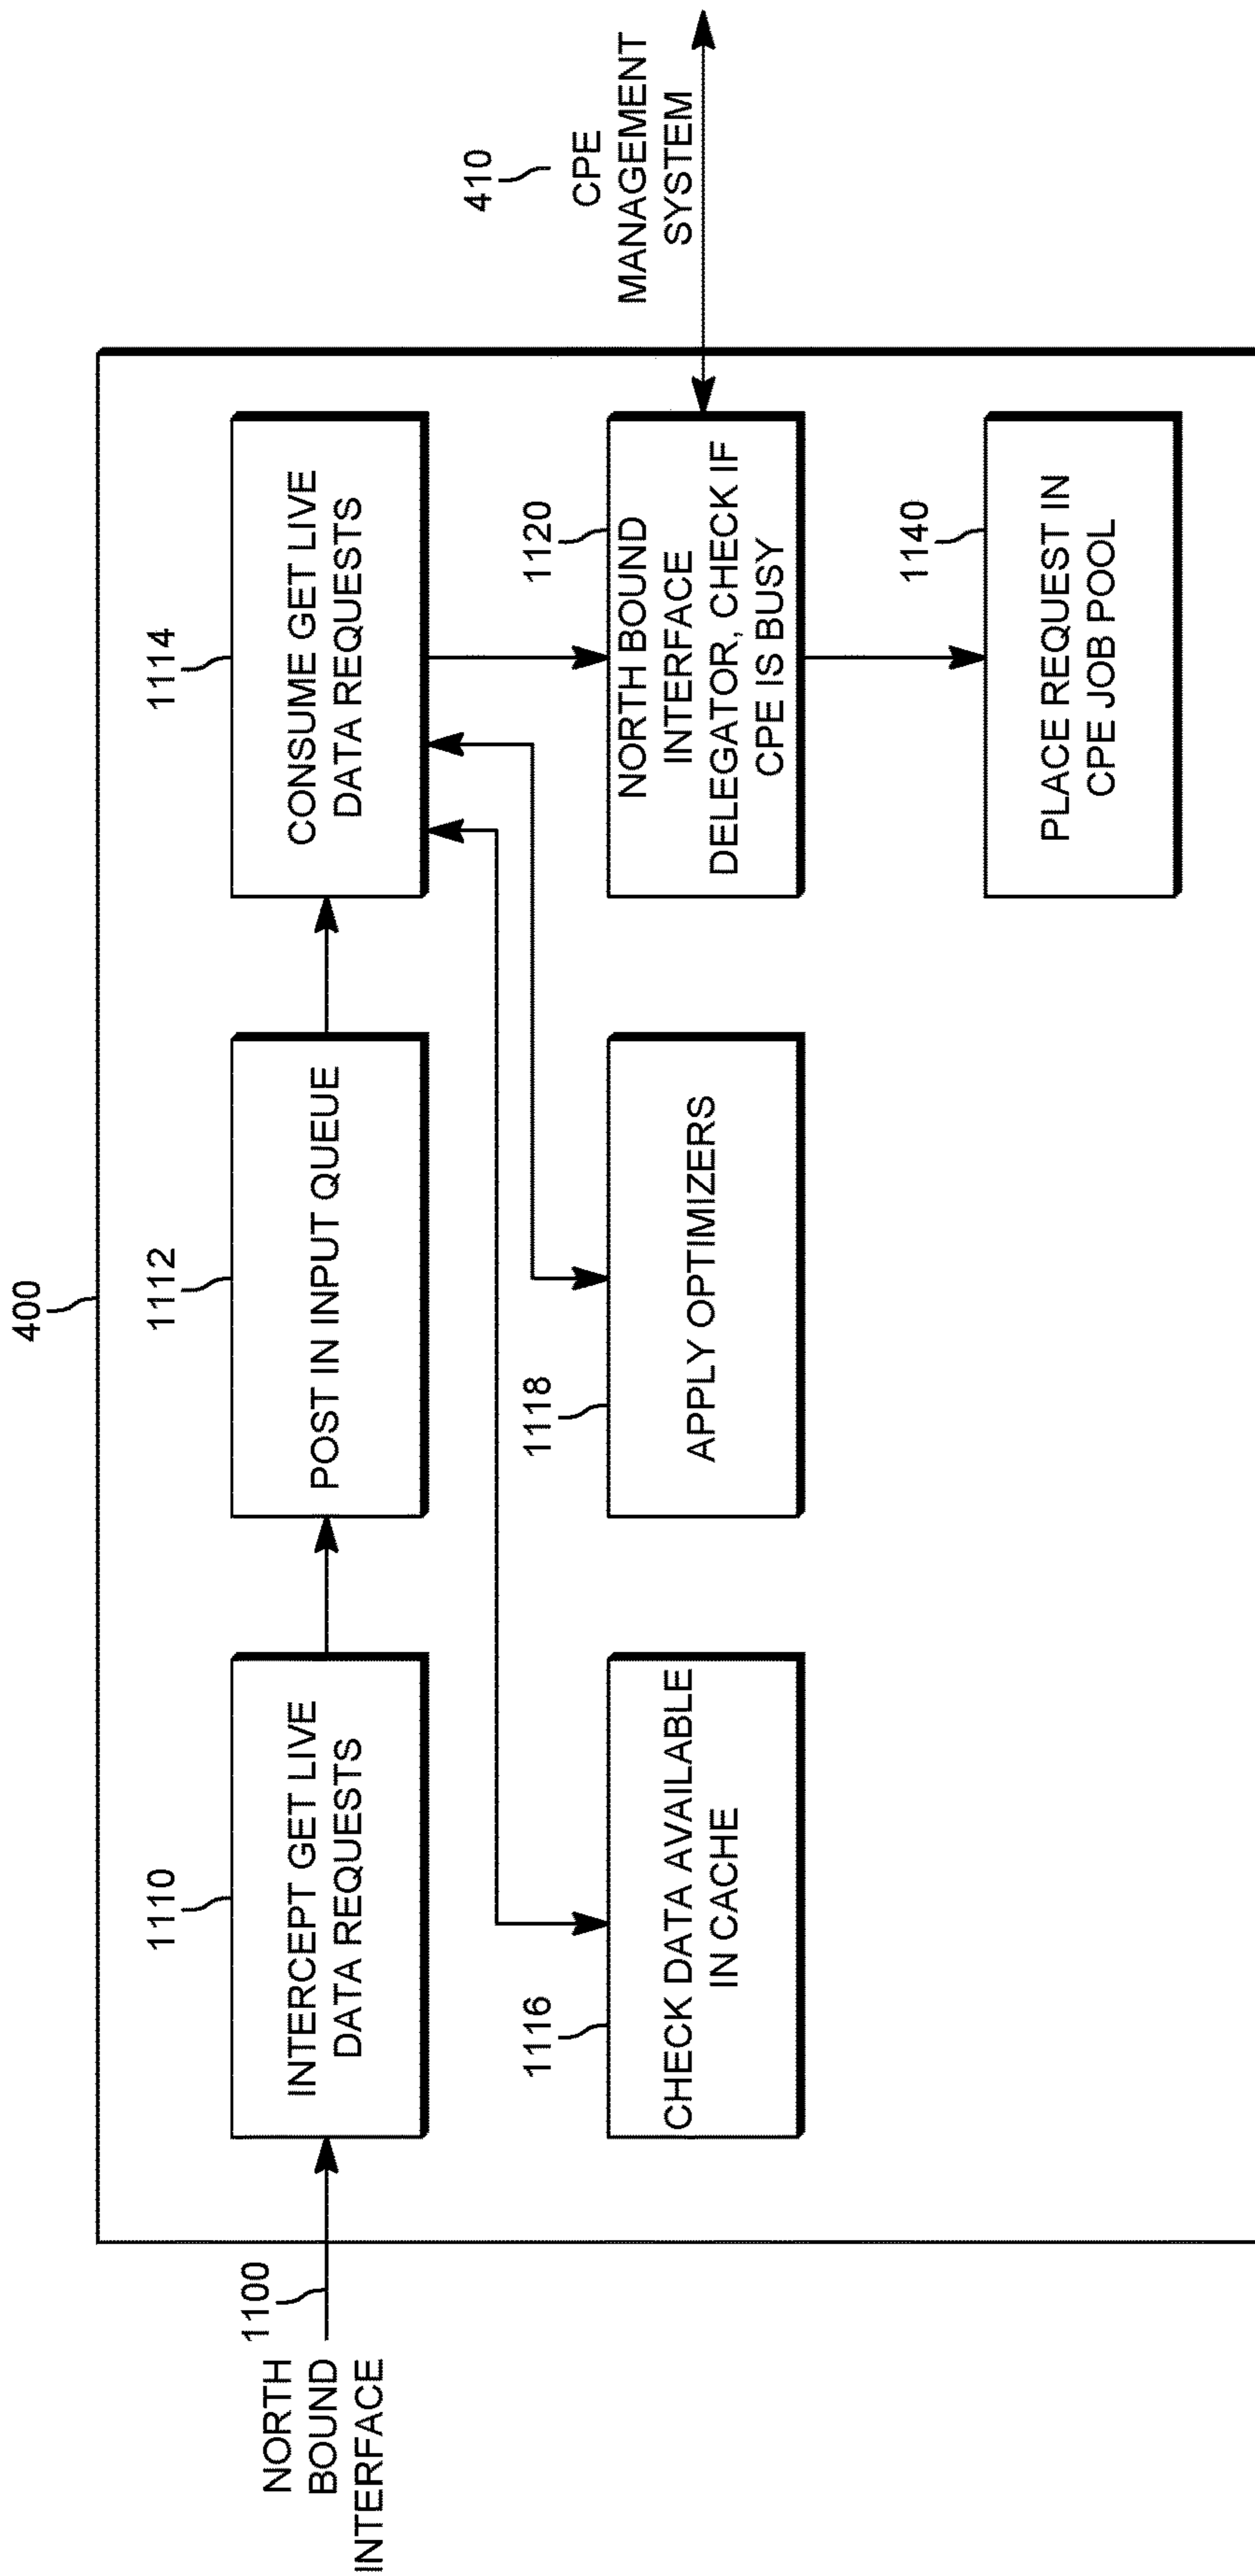 400
NORTH
BOUND
INTERFACE
1100
1110
INTERCEPT GET LIVE
DATA REQUESTS
1112
POST IN INPUT QUEUE
1114
CONSUME GET LIVE
DATA REQUESTS
1116
CHECK DATA AVAILABLE
IN CACHE
1118
APPLY OPTIMIZERS
1120
NORTH BOUND
INTERFACE
DELEGATOR, CHECK IF
CPE IS BUSY
410
CPE
MANAGEMENT
SYSTEM
1140
PLACE REQUEST IN
CPE JOB POOL